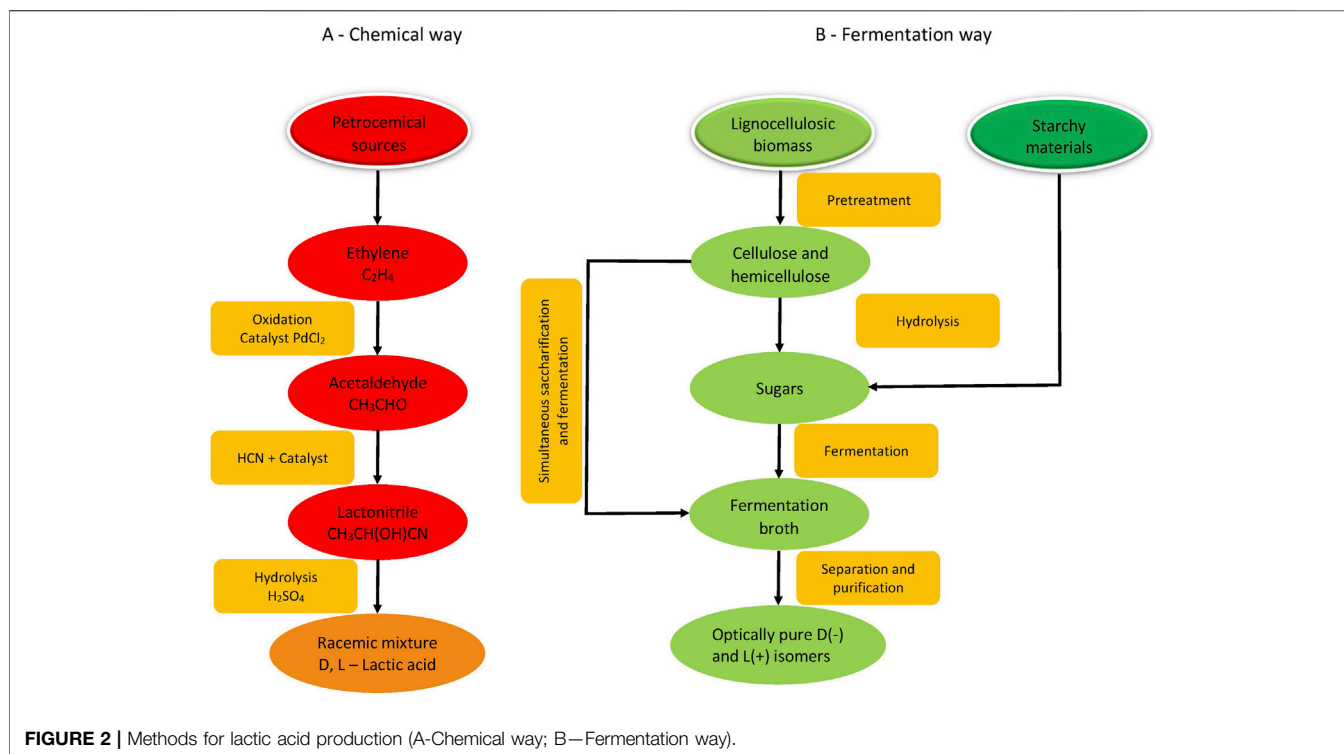 A - Chemical way
B - Fermentation way
Petrocemical
sources
Ethylene
C₂H₄
Oxidation
Catalyst PdCl₂
Acetaldehyde
CH₃CHO
HCN + Catalyst
Lactonitrile
CH₃CH(OH)CN
Hydrolysis
H₂SO₄
Racemic mixture
D, L – Lactic acid
Lignocellulosic
biomass
Starchy
materials
Pretreatment
Cellulose and
hemicellulose
Hydrolysis
Simultaneous saccharification
and fermentation
Sugars
Fermentation
Fermentation
broth
Separation and
purification
Optically pure D(-)
and L(+) isomers
FIGURE 2 | Methods for lactic acid production (A-Chemical way; B—Fermentation way).